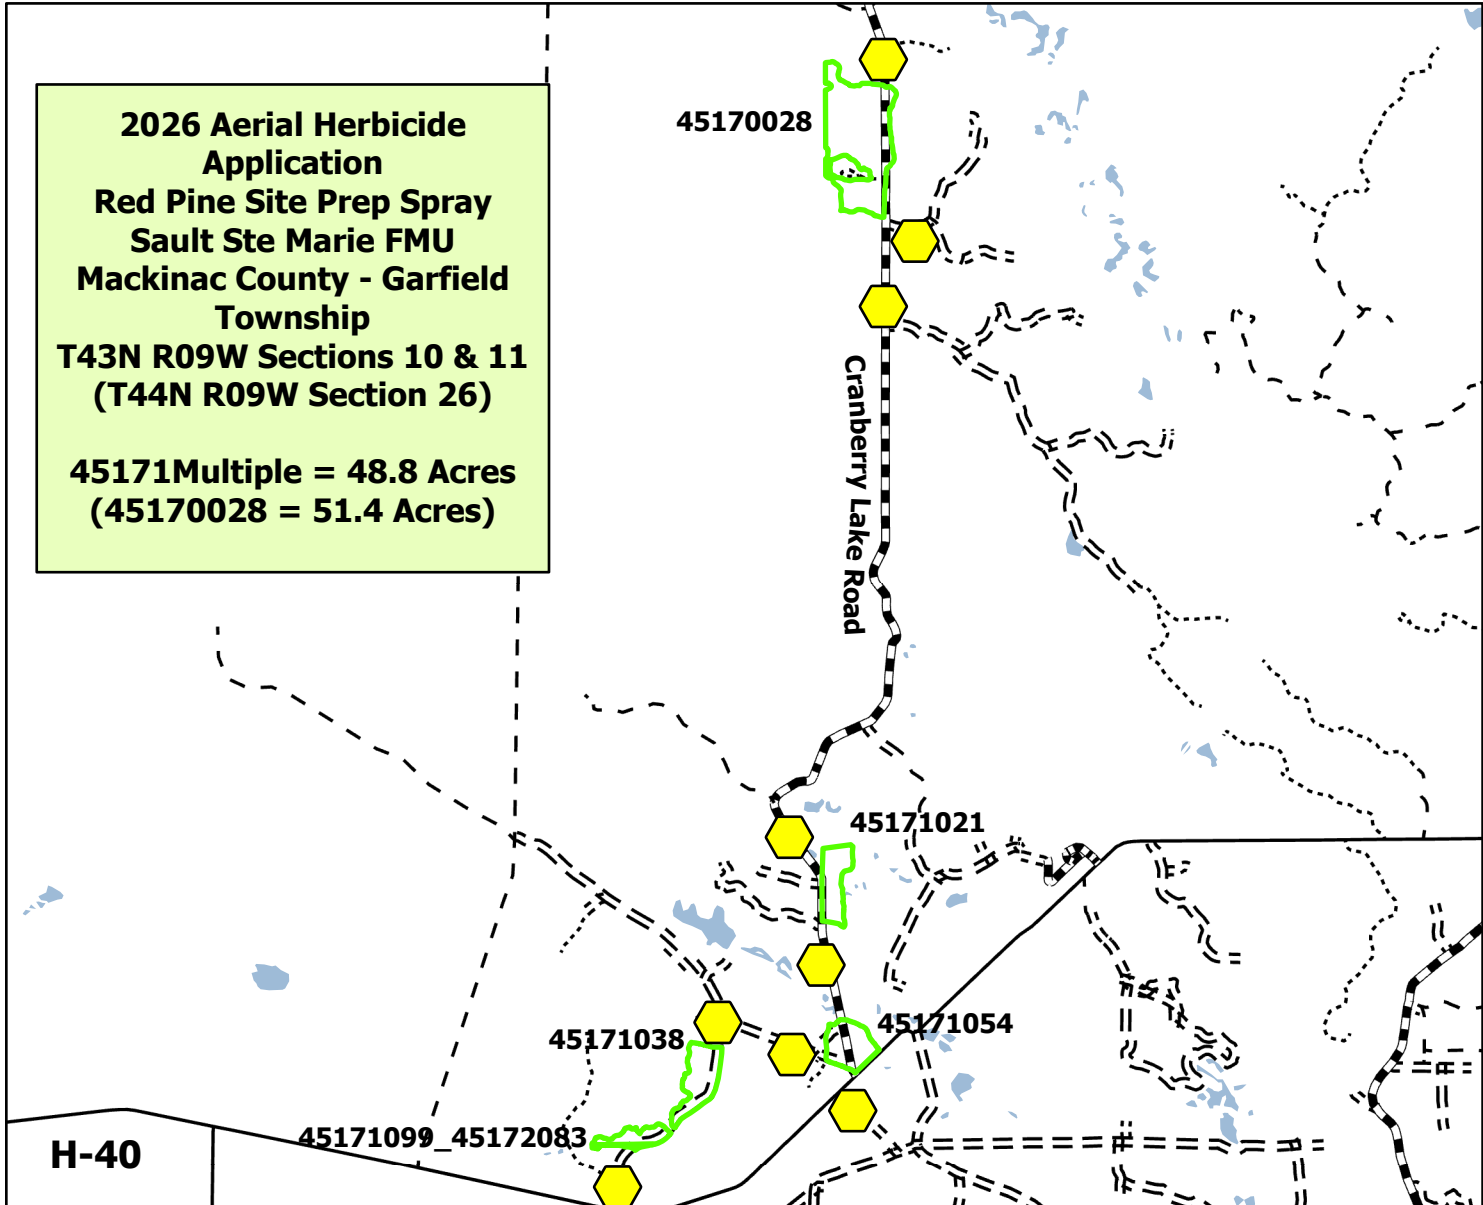 2026 Aerial Herbicide
Application
Red Pine Site Prep Spray
Sault Ste Marie FMU
Mackinac County - Garfield
Township
T43N R09W Sections 10 & 11
(T44N R09W Section 26)
45171Multiple = 48.8 Acres
(45170028 = 51.4 Acres)
45170028
Cranberry Lake Road
45171021
45171054
45171038
45171099_45172083
H-40